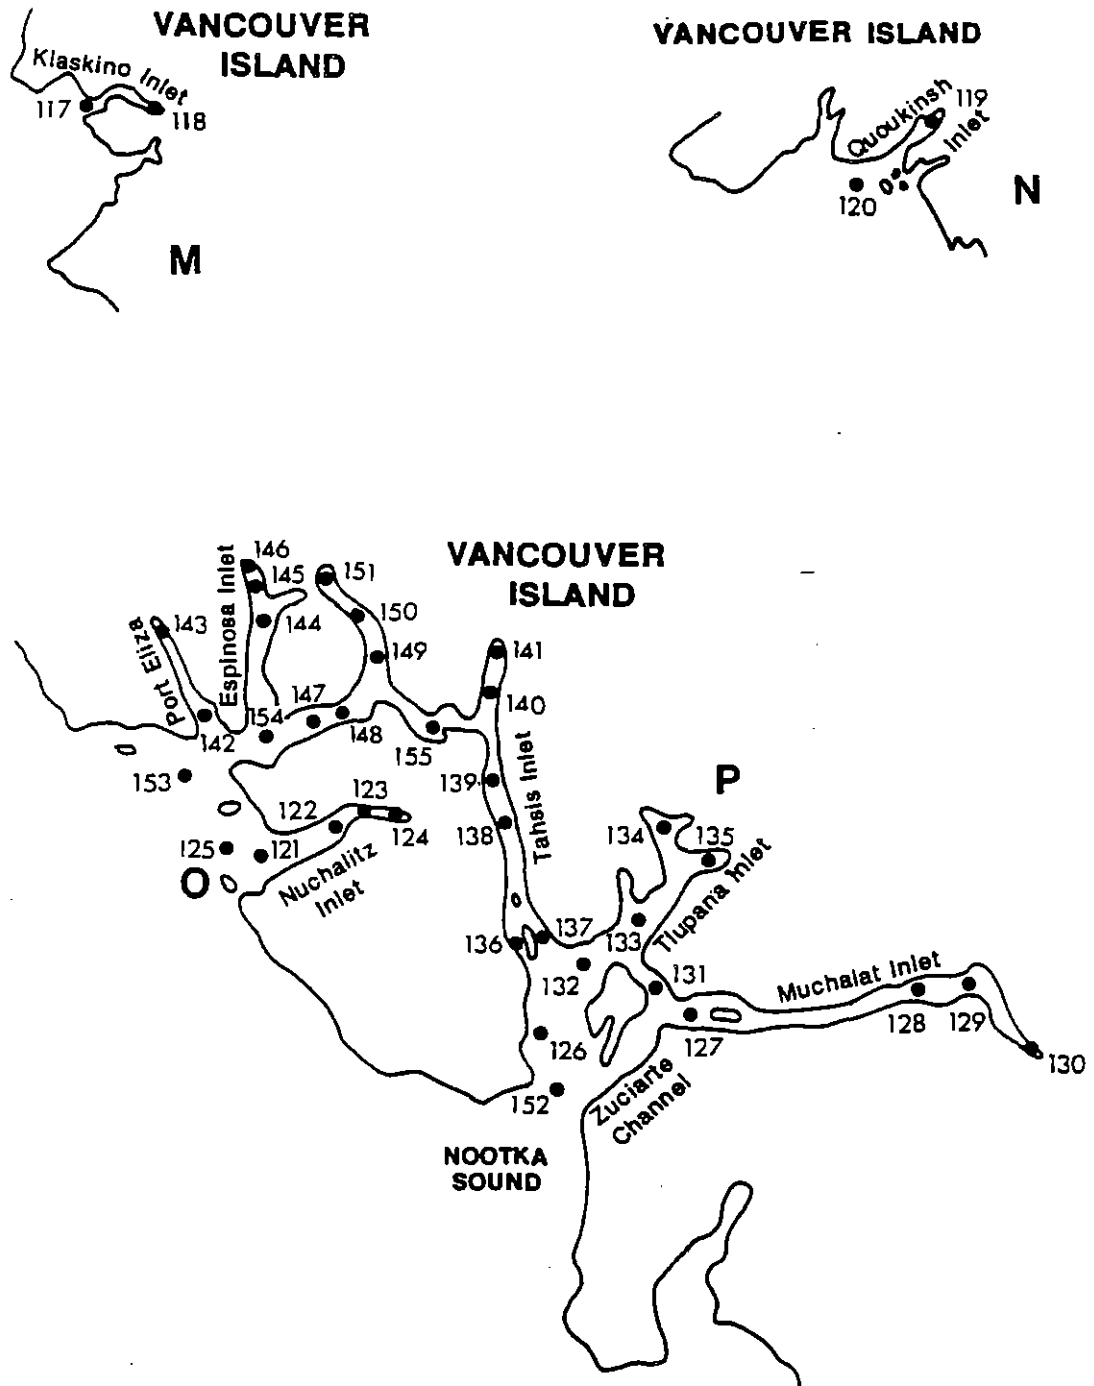 VANCOUVER
ISLAND
Klaskino Inlet
117
118
M
VANCOUVER ISLAND
Quoukinsh
Inlet
119
120
N
VANCOUVER
ISLAND
146
145
144
Espinosa Inlet
143
Port Eliza
142
151
150
149
147
154
148
155
153
141
140
139
138
Tahsis Inlet
123
122
124
125
121
O
Nuchalitz
Inlet
P
134
135
133
Tlupana Inlet
136
137
132
131
Muchalat Inlet
128
129
130
127
126
152
Zuciarte
Channel
NOOTKA
SOUND